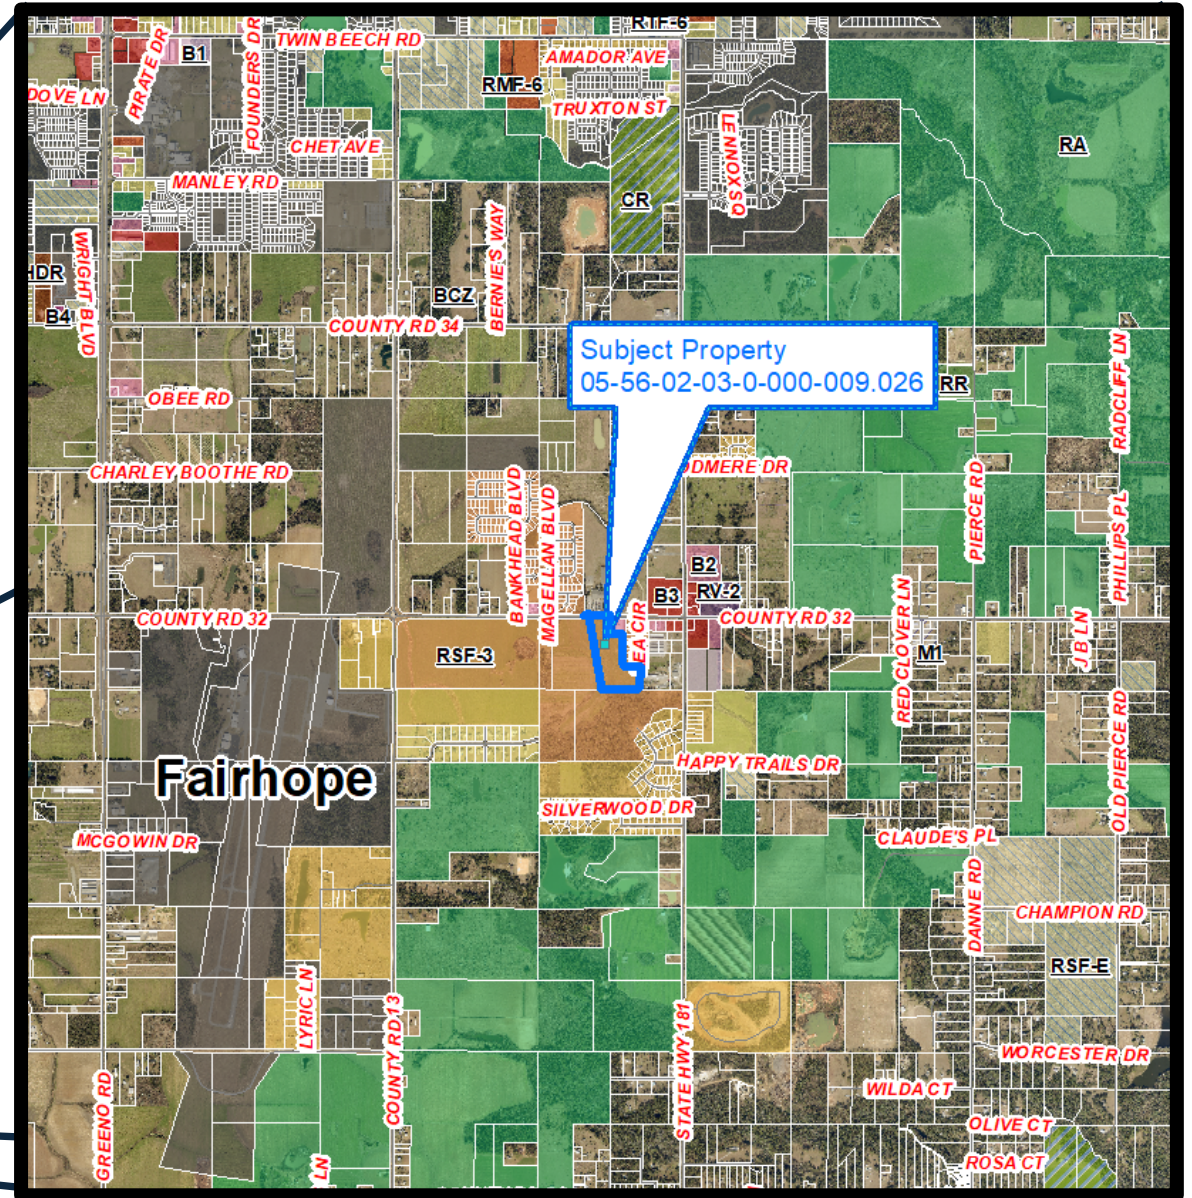 RTF-6
TWIN BEECH RD
B1
PIRATE DR
FOUNDERS DR
AMADOR AVE
RMF-6
DOVE LN
TRUXTON ST
CHET AVE
LENNOX SQ
RA
MANLEY RD
CR
BERNIE S WAY
WRIGHT BLVD
HDR
BCZ
B4
COUNTY RD 34
Subject Property
05-56-02-03-0-000-009.026
RR
RADCLIFF LN
OBEE RD
CHARLEY BOOTHE RD
ODMERE DR
BANKHEAD BLVD
MAGELLAN BLVD
PIERCE RD
PHILLIPS PL
B2
B3
RV-2
COUNTY RD 32
EA CIR
COUNTY RD 32
RED CLOVER LN
J B LN
RSF-3
M1
OLD PIERCE RD
Fairhope
HAPPY TRAILS DR
SILVERWOOD DR
MCGOWIN DR
CLAUDE'S PL
DANNE RD
CHAMPION RD
RSF-E
LYRIC LN
COUNTY RD 13
STATE HWY 181
WORCESTER DR
GREENO RD
WILDA CT
OLIVE CT
LN
ROSA CT